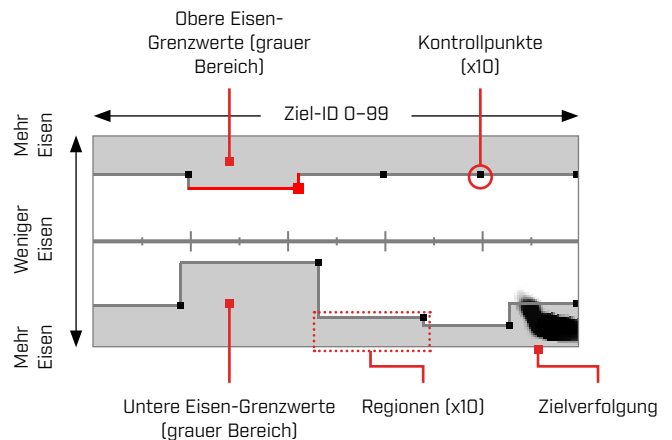 Obere Eisen-
Grenzwerte (grauer
Bereich)
Kontrollpunkte
(x10)
Ziel-ID 0–99
Mehr
Eisen
Weniger
Eisen
Mehr
Eisen
Untere Eisen-Grenzwerte
(grauer Bereich)
Regionen (x10)
Zielverfolgung